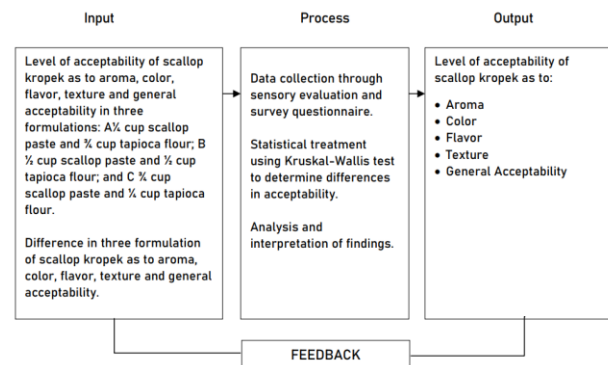 Input
Process
Output
Level of acceptability of scallop
kropek as to aroma, color,
flavor, texture and general
acceptability in three
formulations: A¼ cup scallop
paste and ¾ cup tapioca flour; B
½ cup scallop paste and ½ cup
tapioca flour; and C ¾ cup
scallop paste and ¼ cup tapioca
flour.
Difference in three formulation
of scallop kropek as to aroma,
color, flavor, texture and general
acceptability.
Data collection through
sensory evaluation and
survey questionnaire.
Statistical treatment
using Kruskal-Wallis test
to determine differences
in acceptability.
Analysis and
interpretation of findings.
Level of acceptability of
scallop kropek as to:
• Aroma
• Color
• Flavor
• Texture
• General Acceptability
FEEDBACK